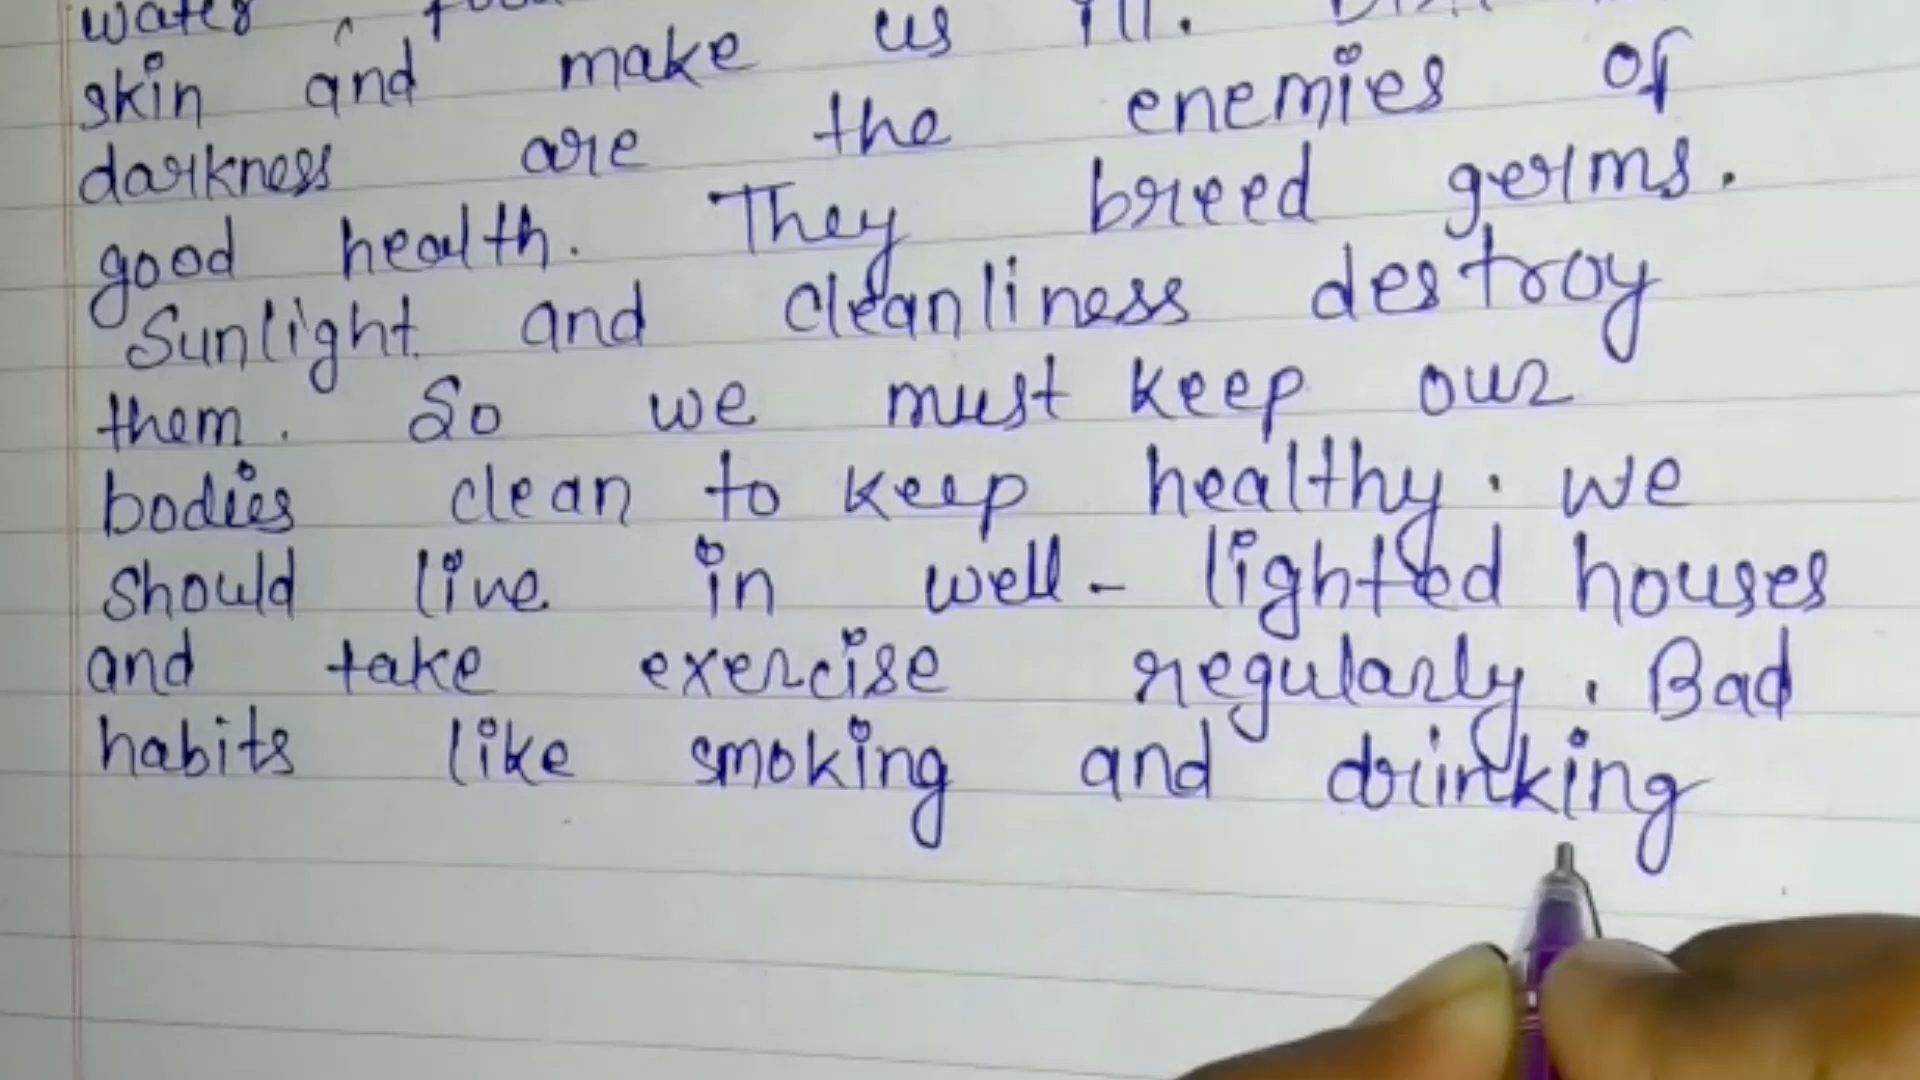 water,
skin and make us ill.
darkness are the enemies of
good health. They breed germs.
Sunlight and cleanliness destroy
them. So we must keep our
bodies clean to keep healthy. We
should live in well-lighted houses
and take exercise regularly. Bad
habits like smoking and drinking